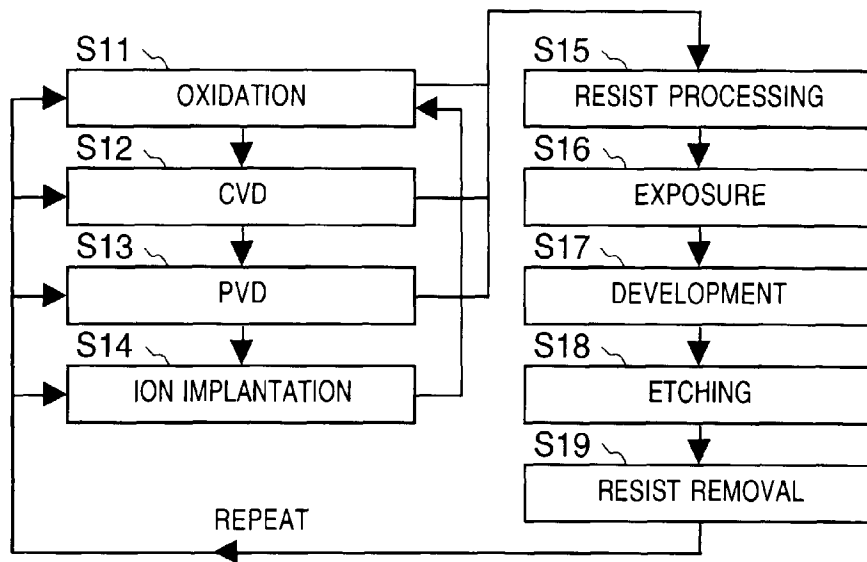 S11
OXIDATION
S12
CVD
S13
PVD
S14
ION IMPLANTATION
S15
RESIST PROCESSING
S16
EXPOSURE
S17
DEVELOPMENT
S18
ETCHING
S19
RESIST REMOVAL
REPEAT